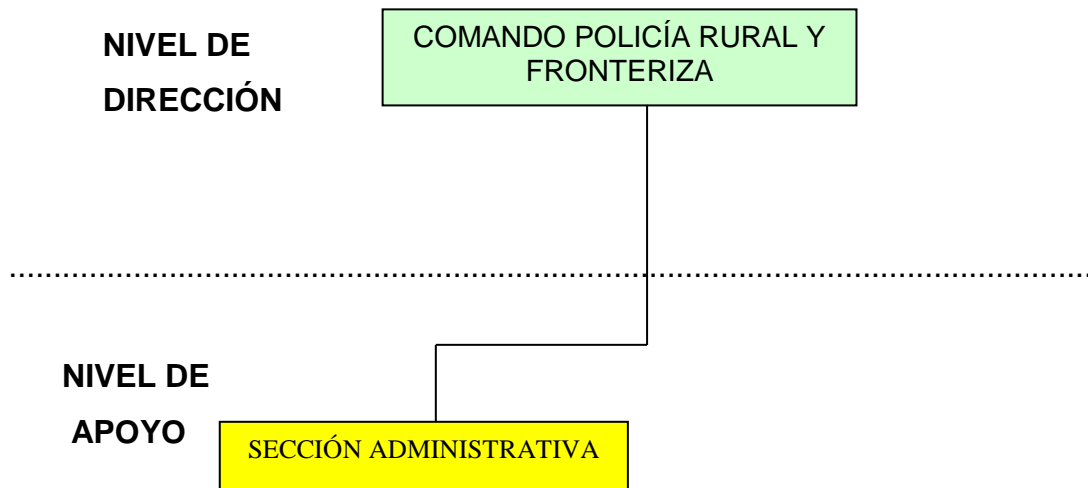 NIVEL DE
DIRECCIÓN
COMANDO POLICÍA RURAL Y
FRONTERIZA
NIVEL DE
APOYO
SECCIÓN ADMINISTRATIVA